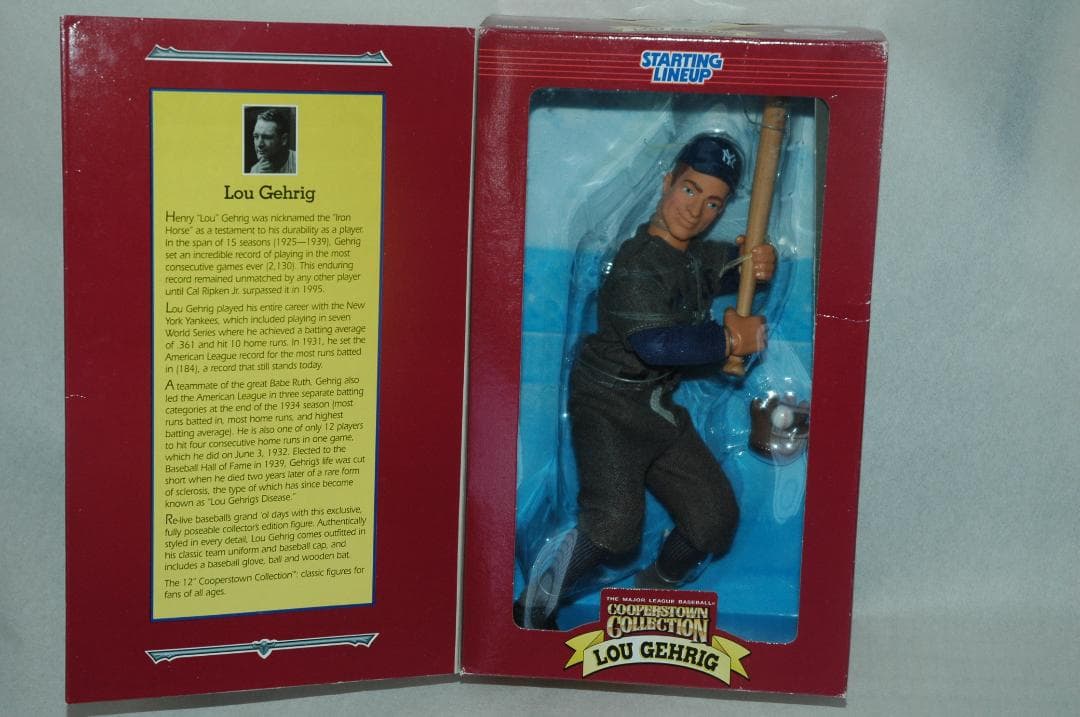 Lou Gehrig
Henry "Lou" Gehrig was nicknamed the "Iron
Horse" as a testament to his durability as a player.
In the span of 15 seasons (1925—1939), Gehrig
set an incredible record of playing in the most
consecutive games ever (2,130). This enduring
record remained unmatched by any other player
until Cal Ripken Jr. surpassed it in 1995.
Lou Gehrig played his entire career with the New
York Yankees, which included playing in seven
World Series where he achieved a batting average
of .361 and hit 10 home runs. In 1931, he set the
American League record for the most runs batted
in (184), a record that still stands today.
A teammate of the great Babe Ruth, Gehrig also
led the American League in three separate batting
categories at the end of the 1934 season (most
runs batted in, most home runs, and highest
batting average). He is also one of only 12 players
to hit four consecutive home runs in one game,
which he did on June 3, 1932. Elected to the
Baseball Hall of Fame in 1939, Gehrig's life was cut
short when he died two years later of a rare form
of sclerosis, the type of which has since become
known as "Lou Gehrig's Disease."
Re-live baseball's grand ol days with this exclusive,
fully poseable collector's edition figure. Authentically
styled in every detail, Lou Gehrig comes outfitted in
his classic team uniform and baseball cap, and
includes a baseball glove, ball and wooden bat.
The 12" Cooperstown Collection™: classic figures for
fans of all ages.
STARTING
LINEUP
NY
THE MAJOR LEAGUE BASEBALL®
COOPERSTOWN
COLLECTION
LOU GEHRIG